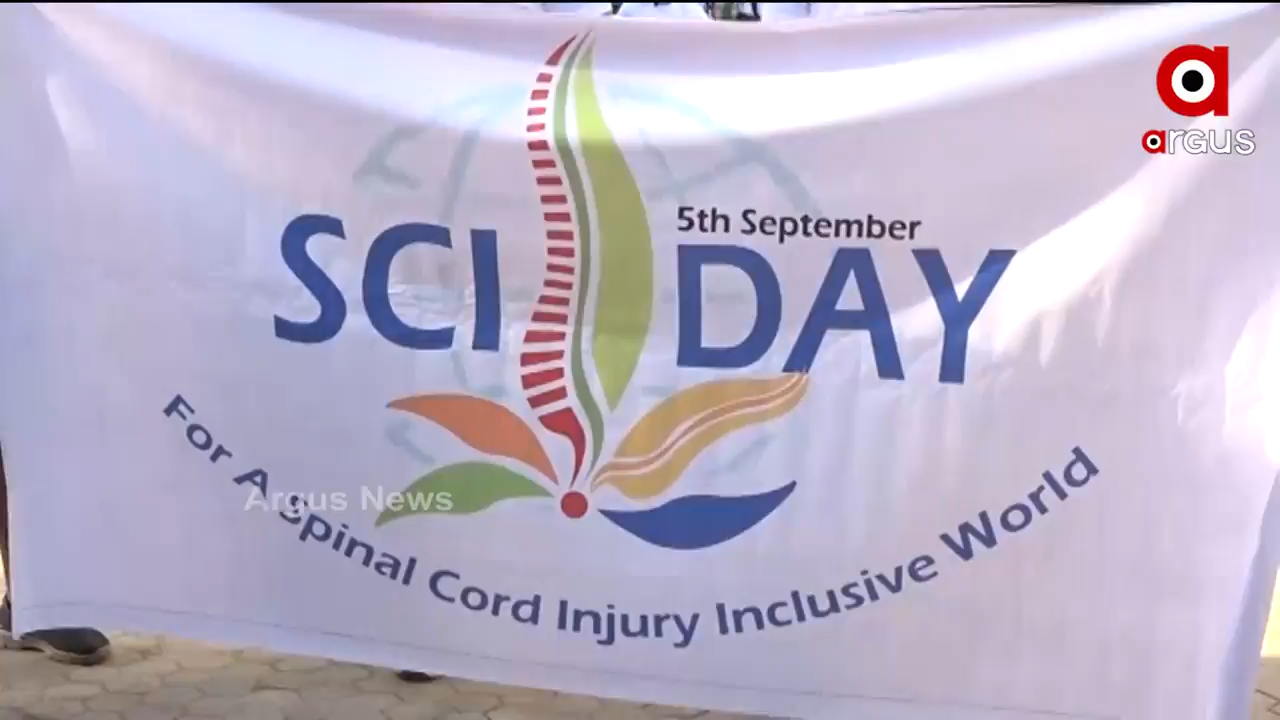 argus
5th September
SCI DAY
For A Spinal Cord Injury Inclusive World
Argus News